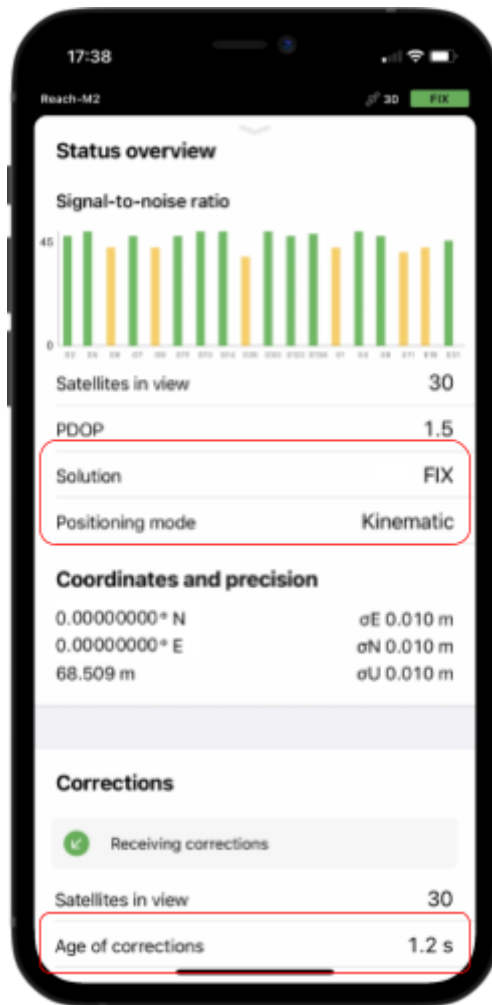 17:38
Reach-M2 30 FIX
Status overview
Signal-to-noise ratio
45
0
Satellites in view 30
PDOP 1.5
Solution FIX
Positioning mode Kinematic
Coordinates and precision
0.00000000° N σE 0.010 m
0.00000000° E σN 0.010 m
68.509 m σU 0.010 m
Corrections
Receiving corrections
Satellites in view 30
Age of corrections 1.2 s